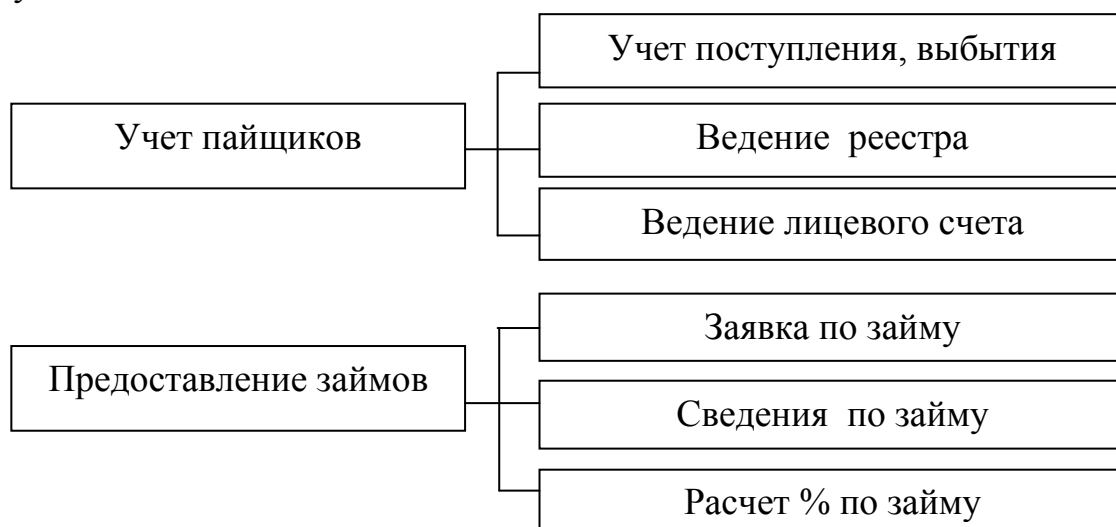 Учет поступления, выбытия
Учет пайщиков
Ведение реестра
Ведение лицевого счета
Заявка по займу
Предоставление займов
Сведения по займу
Расчет % по займу